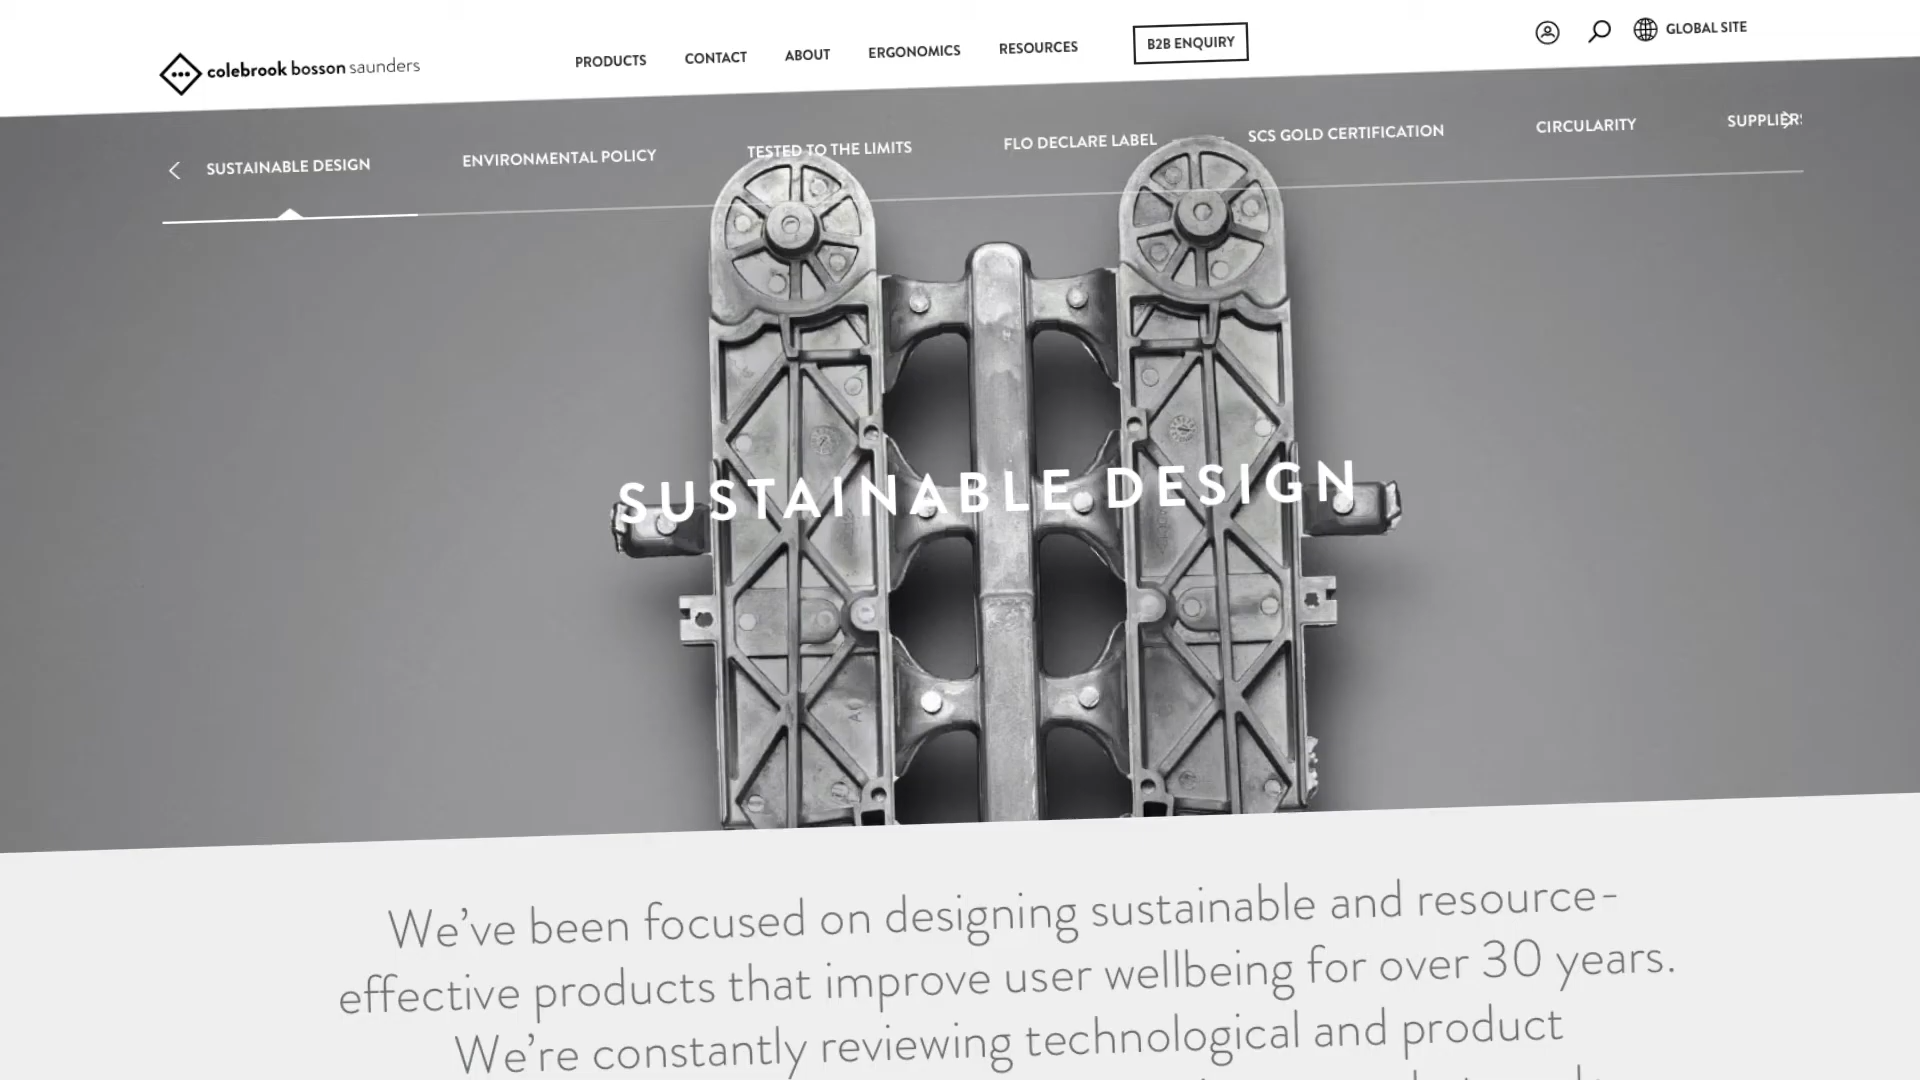 colebrook bosson saunders
PRODUCTS CONTACT ABOUT ERGONOMICS RESOURCES B2B ENQUIRY GLOBAL SITE
SUSTAINABLE DESIGN ENVIRONMENTAL POLICY TESTED TO THE LIMITS FLO DECLARE LABEL SCS GOLD CERTIFICATION CIRCULARITY
SUSTAINABLE DESIGN
We’ve been focused on designing sustainable and resource-
effective products that improve user wellbeing for over 30 years.
We’re constantly reviewing technological and product